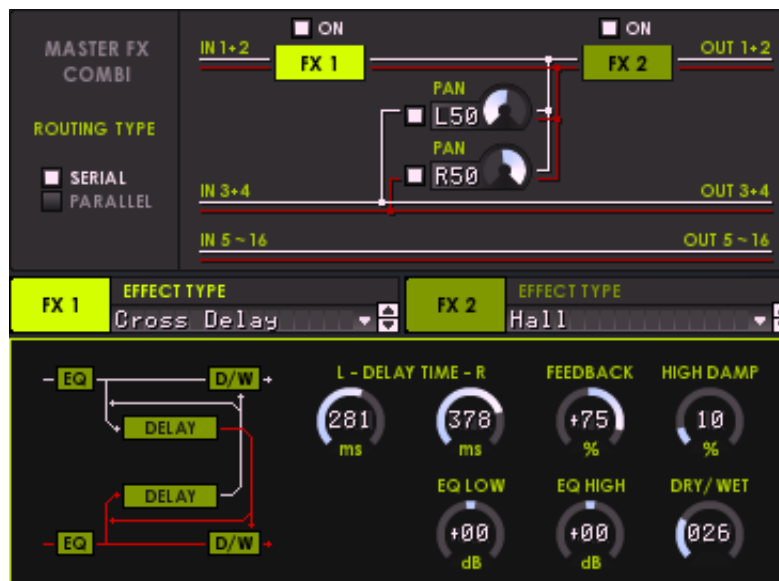 MASTER FX
COMBI
ROUTING TYPE
SERIAL
PARALLEL
ON
ON
IN 1+2
FX 1
FX 2
OUT 1+2
PAN
L50
PAN
R50
IN 3+4
OUT 3+4
IN 5 ~ 16
OUT 5 ~ 16
FX 1
EFFECT TYPE
Cross Delay
FX 2
EFFECT TYPE
Hall
EQ
D/W
DELAY
DELAY
EQ
D/W
L - DELAY TIME - R
281
ms
378
ms
FEEDBACK
+75
%
HIGH DAMP
10
%
EQ LOW
+00
dB
EQ HIGH
+00
dB
DRY/WET
026